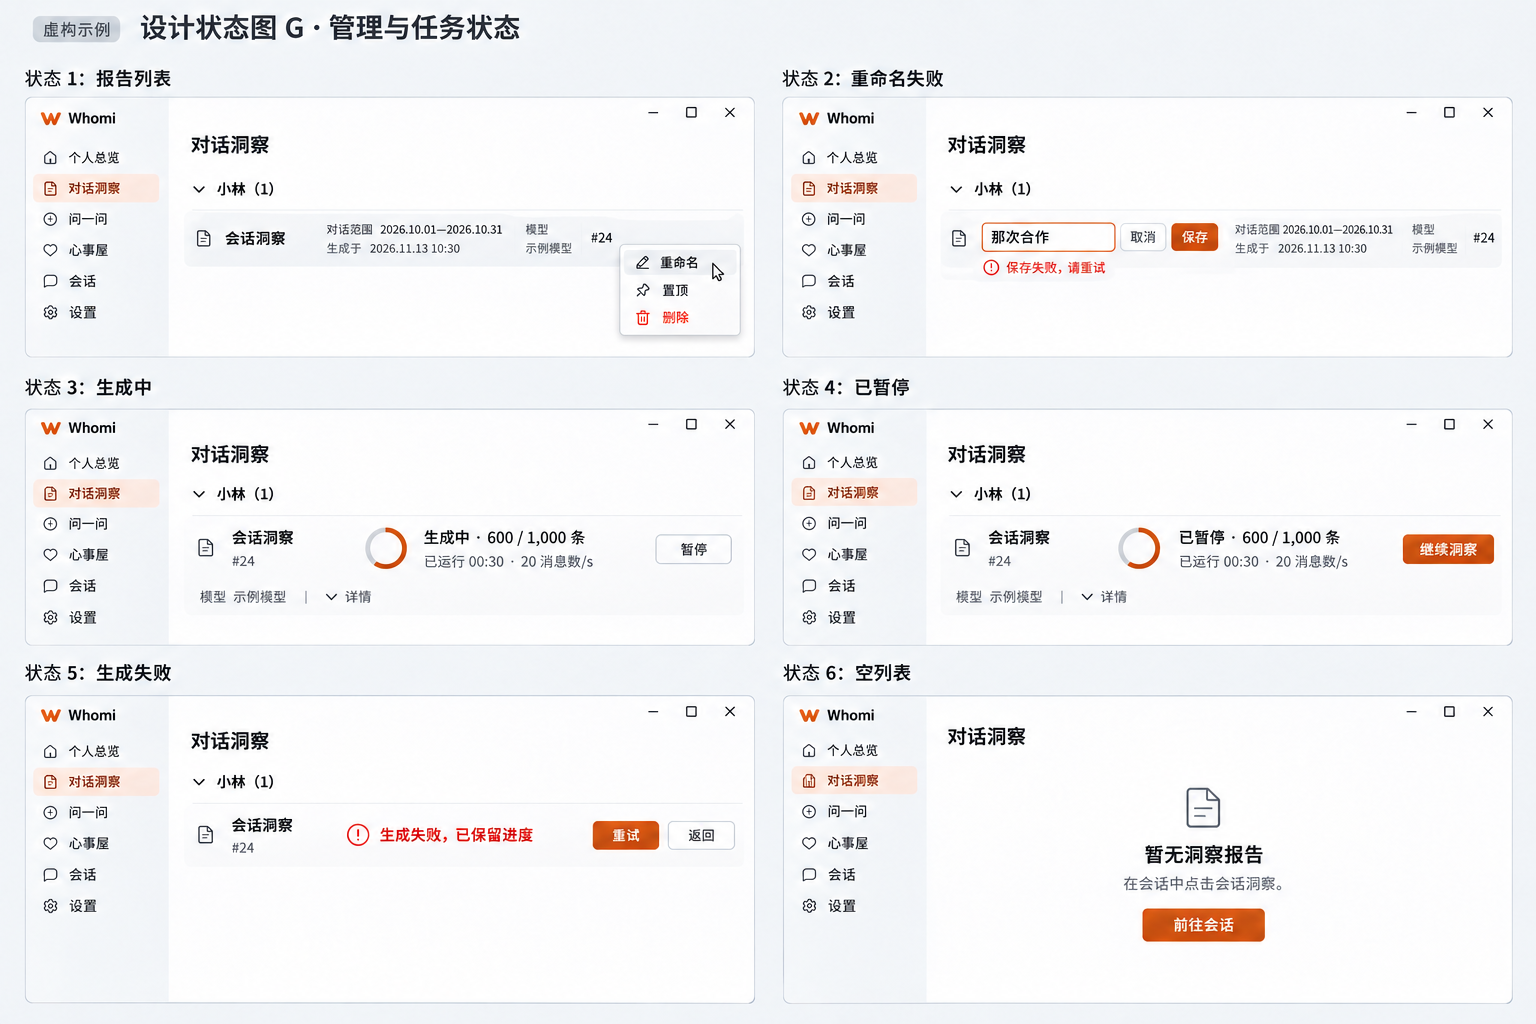 虚构示例
设计状态图 G · 管理与任务状态
状态 1：报告列表
Whomi
个人总览
对话洞察
问一问
心事屋
会话
设置
对话洞察
小林（1）
会话洞察
对话范围 2026.10.01—2026.10.31
生成于 2026.11.13 10:30
模型
示例模型
#24
重命名
置顶
删除
状态 2：重命名失败
Whomi
个人总览
对话洞察
问一问
心事屋
会话
设置
对话洞察
小林（1）
那次合作
取消
保存
保存失败，请重试
对话范围 2026.10.01—2026.10.31
生成于 2026.11.13 10:30
模型
示例模型
#24
状态 3：生成中
Whomi
个人总览
对话洞察
问一问
心事屋
会话
设置
对话洞察
小林（1）
会话洞察
#24
生成中 · 600 / 1,000 条
已运行 00:30 · 20 消息数/s
暂停
模型 示例模型 | 详情
状态 4：已暂停
Whomi
个人总览
对话洞察
问一问
心事屋
会话
设置
对话洞察
小林（1）
会话洞察
#24
已暂停 · 600 / 1,000 条
已运行 00:30 · 20 消息数/s
继续洞察
模型 示例模型 | 详情
状态 5：生成失败
Whomi
个人总览
对话洞察
问一问
心事屋
会话
设置
对话洞察
小林（1）
会话洞察
#24
生成失败，已保留进度
重试
返回
状态 6：空列表
Whomi
个人总览
对话洞察
问一问
心事屋
会话
设置
对话洞察
暂无洞察报告
在会话中点击会话洞察。
前往会话